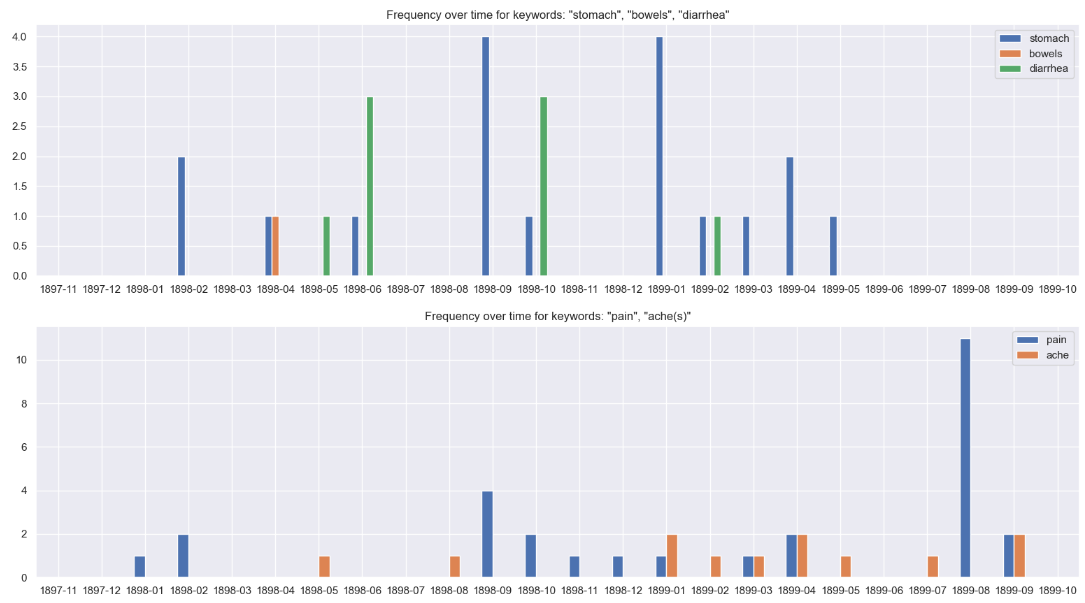 Frequency over time for keywords: "stomach", "bowels", "diarrhea"
4.0
3.5
3.0
2.5
2.0
1.5
1.0
0.5
0.0
stomach
bowels
diarrhea
1897-11 1897-12 1898-01 1898-02 1898-03 1898-04 1898-05 1898-06 1898-07 1898-08 1898-09 1898-10 1898-11 1898-12 1899-01 1899-02 1899-03 1899-04 1899-05 1899-06 1899-07 1899-08 1899-09 1899-10
Frequency over time for keywords: "pain", "ache(s)"
10
8
6
4
2
0
pain
ache
1897-11 1897-12 1898-01 1898-02 1898-03 1898-04 1898-05 1898-06 1898-07 1898-08 1898-09 1898-10 1898-11 1898-12 1899-01 1899-02 1899-03 1899-04 1899-05 1899-06 1899-07 1899-08 1899-09 1899-10